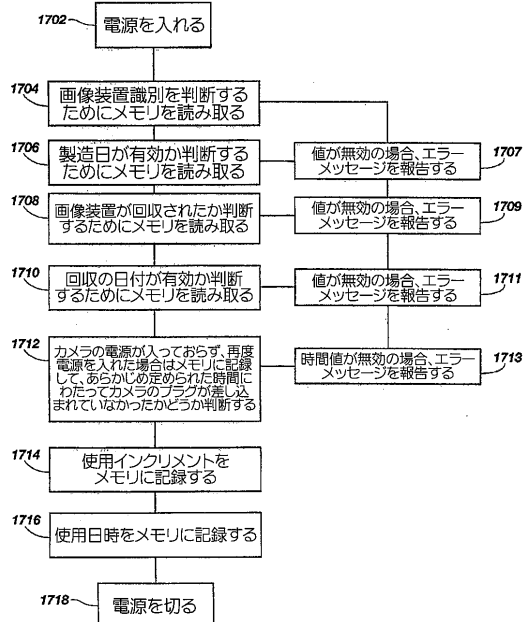 1702
電源を入れる
1704
画像装置識別を判断する
ためにメモリを読み取る
1706
製造日が有効か判断する
ためにメモリを読み取る
値が無効の場合、エラー
メッセージを報告する
1707
1708
画像装置が回収されたか判断
するためにメモリを読み取る
値が無効の場合、エラー
メッセージを報告する
1709
1710
回収の日付が有効か判断
するためにメモリを読み取る
値が無効の場合、エラー
メッセージを報告する
1711
1712
カメラの電源が入っておらず、再度
電源を入れた場合はメモリに記録
して、あらかじめ定められた時間に
わたってカメラのプラグが差し込
まれていなかったかどうか判断する
時間値が無効の場合、エラー
メッセージを報告する
1713
1714
使用インクリメントを
メモリに記録する
1716
使用日時をメモリに記録する
1718
電源を切る